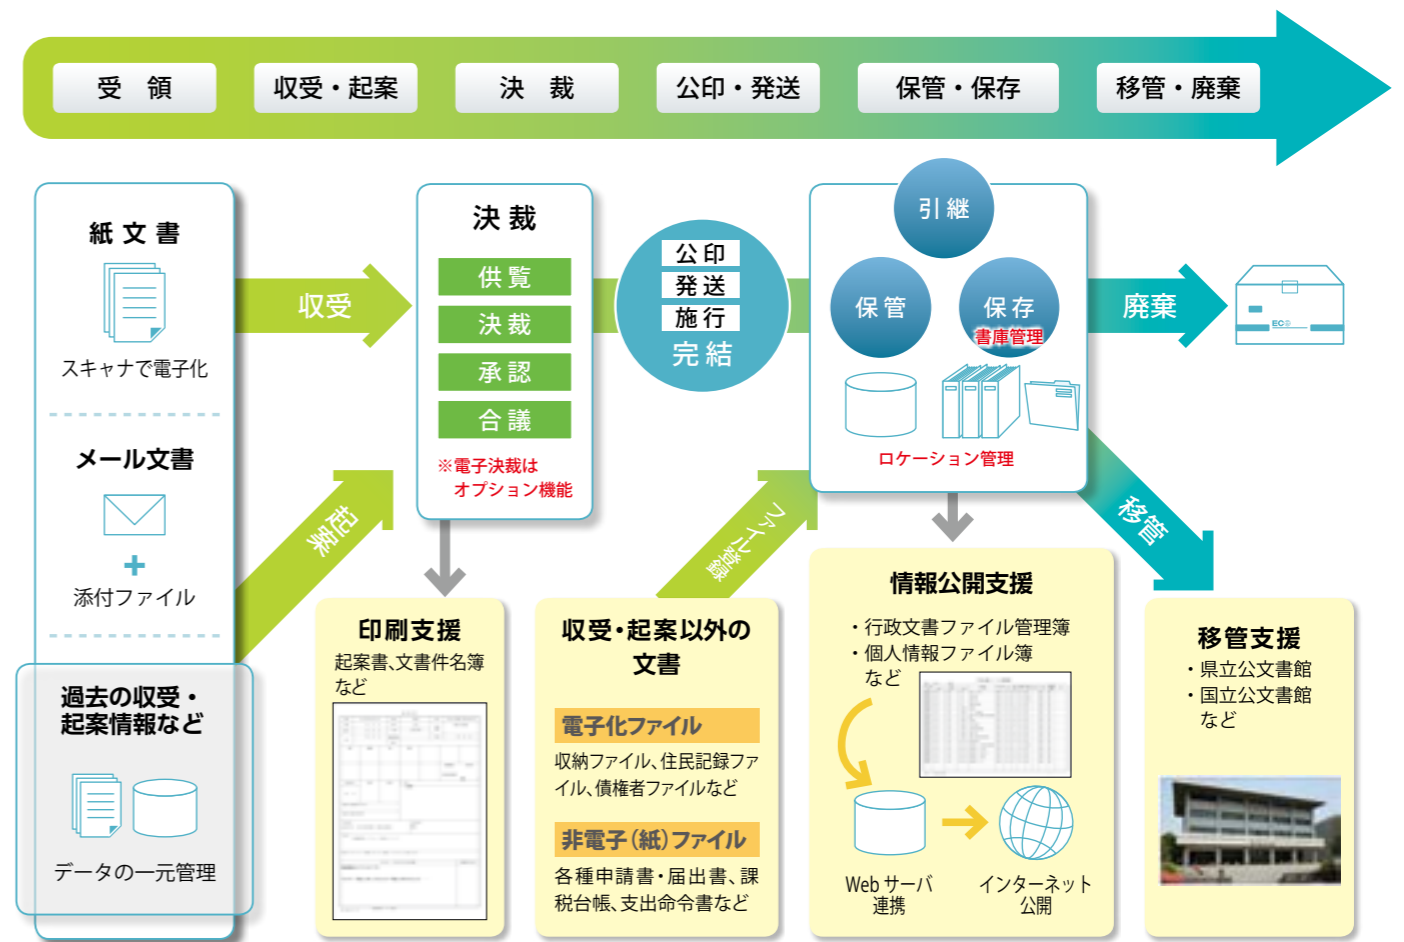 受領
収受・起案
決裁
公印・発送
保管・保存
移管・廃棄
紙文書
スキャナで電子化
メール文書
+
添付ファイル
過去の収受・
起案情報など
データの一元管理
収受
起案
決裁
供覧
決裁
承認
合議
※電子決裁は
オプション機能
公印
発送
施行
完結
引継
保管
保存
書庫管理
ロケーション管理
廃棄
ECO
移管
ファイル登録
印刷支援
起案書、文書件名簿
など
収受・起案以外の
文書
電子化ファイル
収納ファイル、住民記録ファ
イル、債権者ファイルなど
非電子(紙)ファイル
各種申請書・届出書、課
税台帳、支出命令書など
情報公開支援
・行政文書ファイル管理簿
・個人情報ファイル簿
など
Web サーバ
連携
インターネット
公開
移管支援
・県立公文書館
・国立公文書館
など